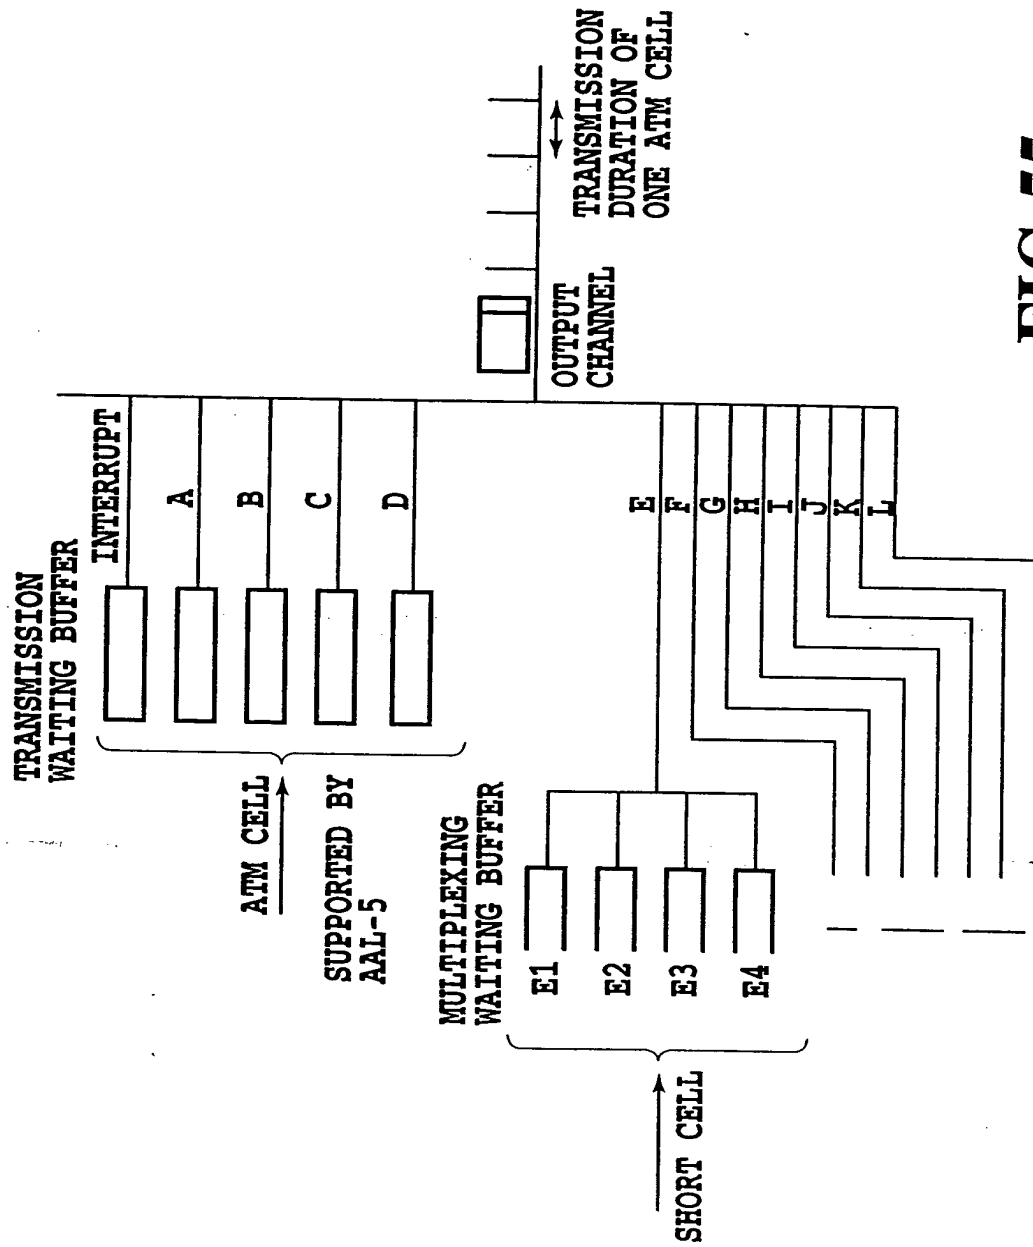 TRANSMISSION
WAITING BUFFER
INTERRUPT
A
B
C
D
ATM CELL
SUPPORTED BY
AAL-5
OUTPUT
CHANNEL
TRANSMISSION
DURATION OF
ONE ATM CELL
MULTIPLEXING
WAITING BUFFER
E1
E2
E3
E4
SHORT CELL
E
F
G
H
I
J
K
L